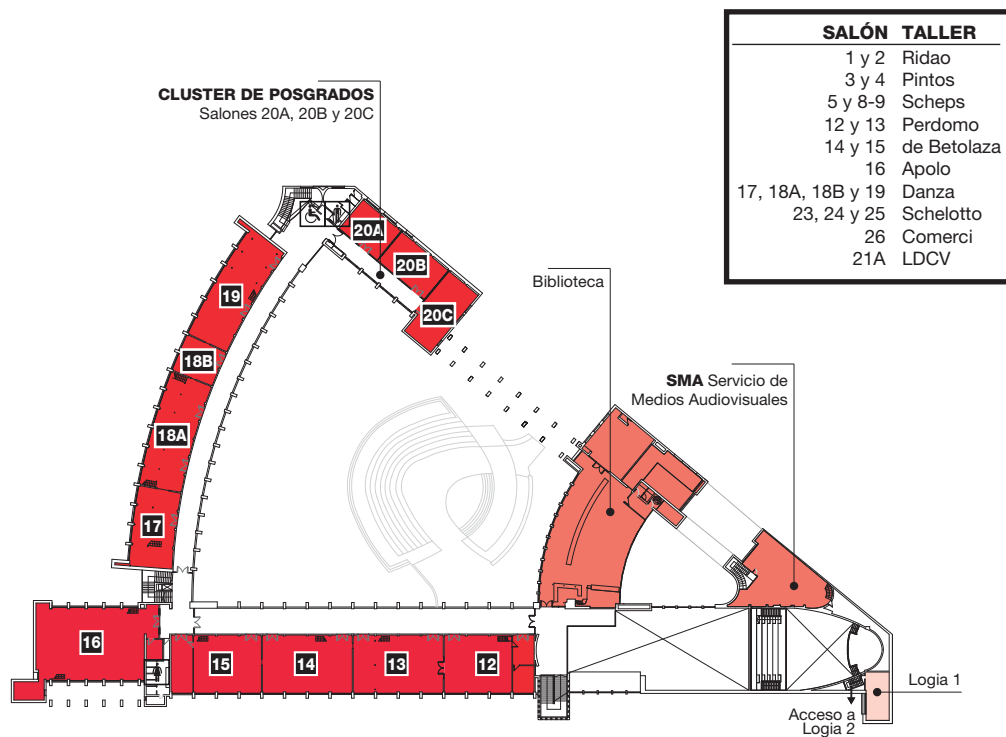 SALÓN TALLER
1 y 2 Ridao
3 y 4 Pintos
5 y 8-9 Scheps
12 y 13 Perdomo
14 y 15 de Betolaza
16 Apolo
17, 18A, 18B y 19 Danza
23, 24 y 25 Schelotto
26 Comerci
21A LDCV
CLUSTER DE POSGRADOS
Salones 20A, 20B y 20C
20A
20B
20C
Biblioteca
19
18B
18A
17
SMA Servicio de
Medios Audiovisuales
16
15
14
13
12
Logia 1
Acceso a
Logia 2